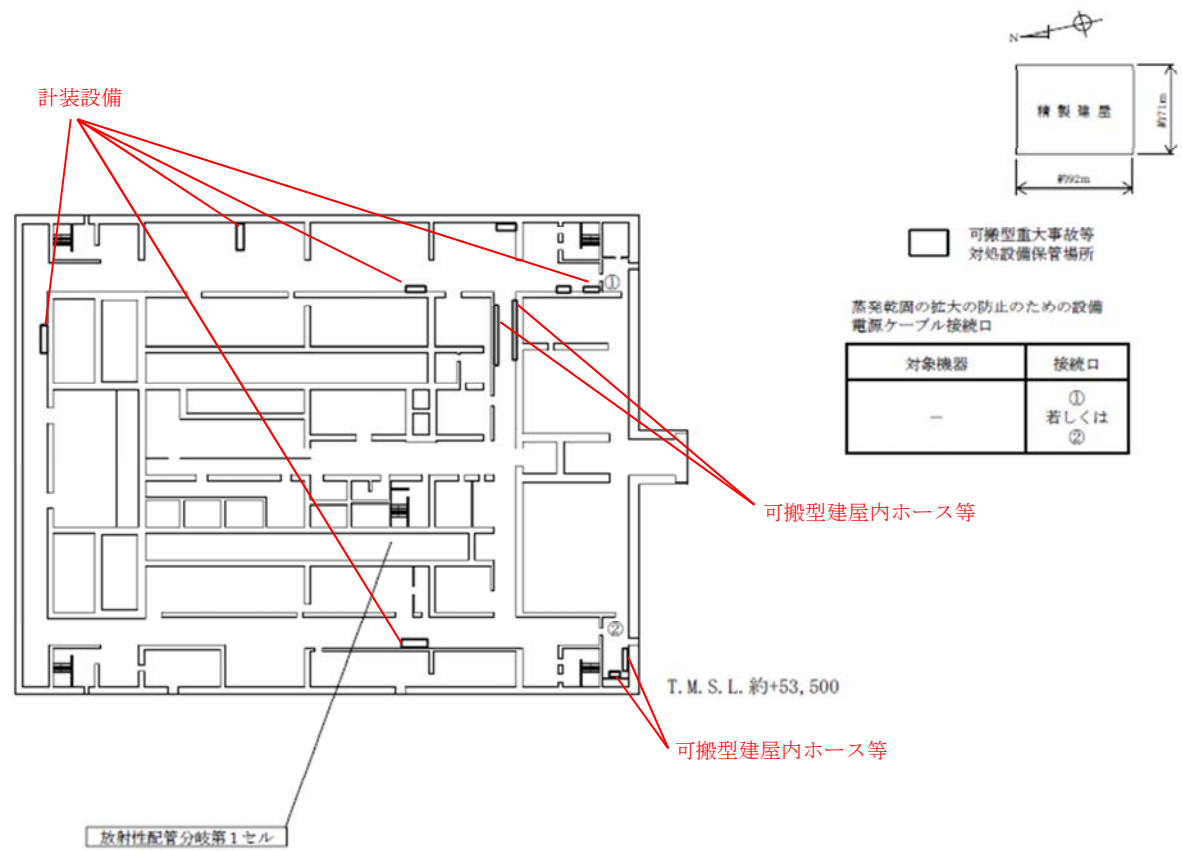 N
計装設備
精製建屋
約71m
約92m
可搬型重大事故等
対処設備保管場所
①
蒸発乾固の拡大の防止のための設備
電源ケーブル接続口
対象機器 接続口
－ ①
若しくは
②
可搬型建屋内ホース等
②
T.M.S.L.約+53,500
可搬型建屋内ホース等
放射性配管分岐第1セル